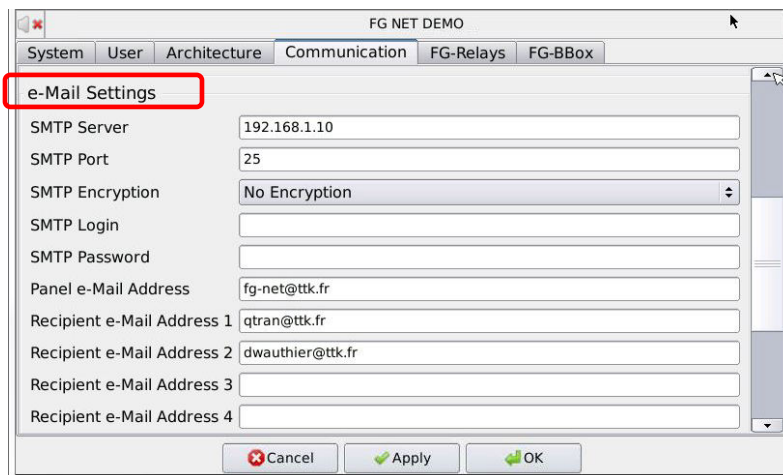 FG NET DEMO
System User Architecture Communication FG-Relays FG-BBox
e-Mail Settings
SMTP Server 192.168.1.10
SMTP Port 25
SMTP Encryption No Encryption
SMTP Login
SMTP Password
Panel e-Mail Address fg-net@ttk.fr
Recipient e-Mail Address 1 qtran@ttk.fr
Recipient e-Mail Address 2 dwauthier@ttk.fr
Recipient e-Mail Address 3
Recipient e-Mail Address 4
Cancel Apply OK